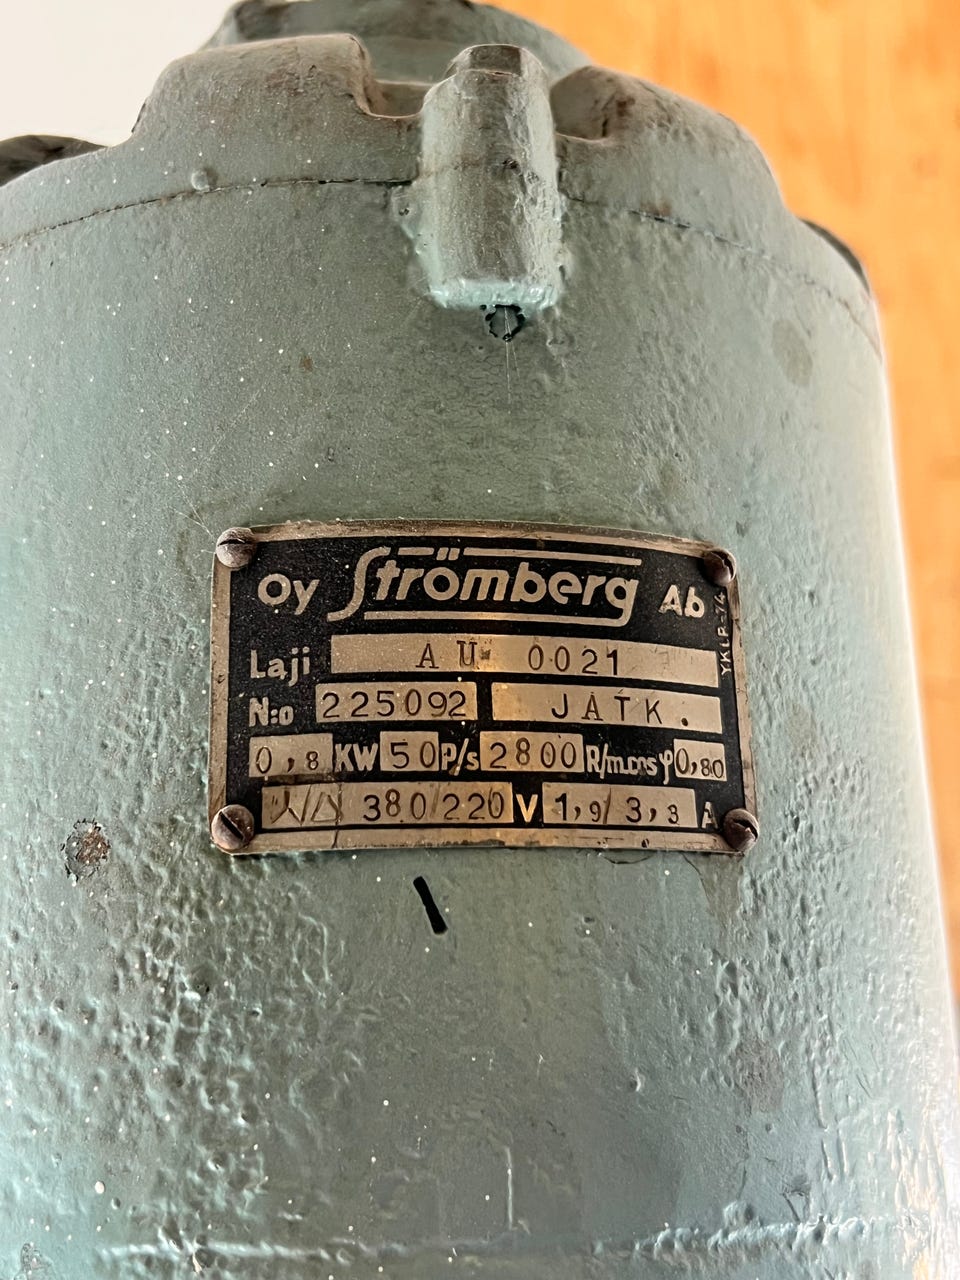 Oy Strömberg Ab
YKLR-74
Laji AU 0021
N:o 225092 JATK.
0,8 KW 50 P/s 2800 R/m. cos φ 0,80
Y/Δ 380/220 V 1,9/3,3 A